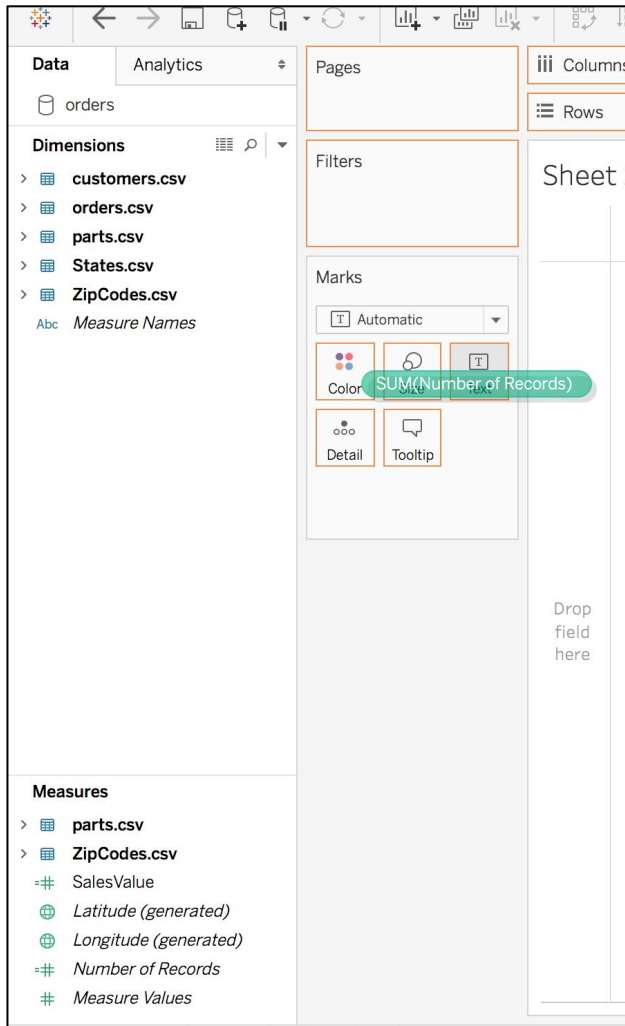 Data
Analytics
orders
Dimensions
customers.csv
orders.csv
parts.csv
States.csv
ZipCodes.csv
Abc Measure Names
Measures
parts.csv
ZipCodes.csv
=# SalesValue
Latitude (generated)
Longitude (generated)
=# Number of Records
# Measure Values
Pages
Filters
Marks
T Automatic
T
Color
SUM(Number of Records)
Detail
Tooltip
Columns
Rows
Sheet
Drop
field
here